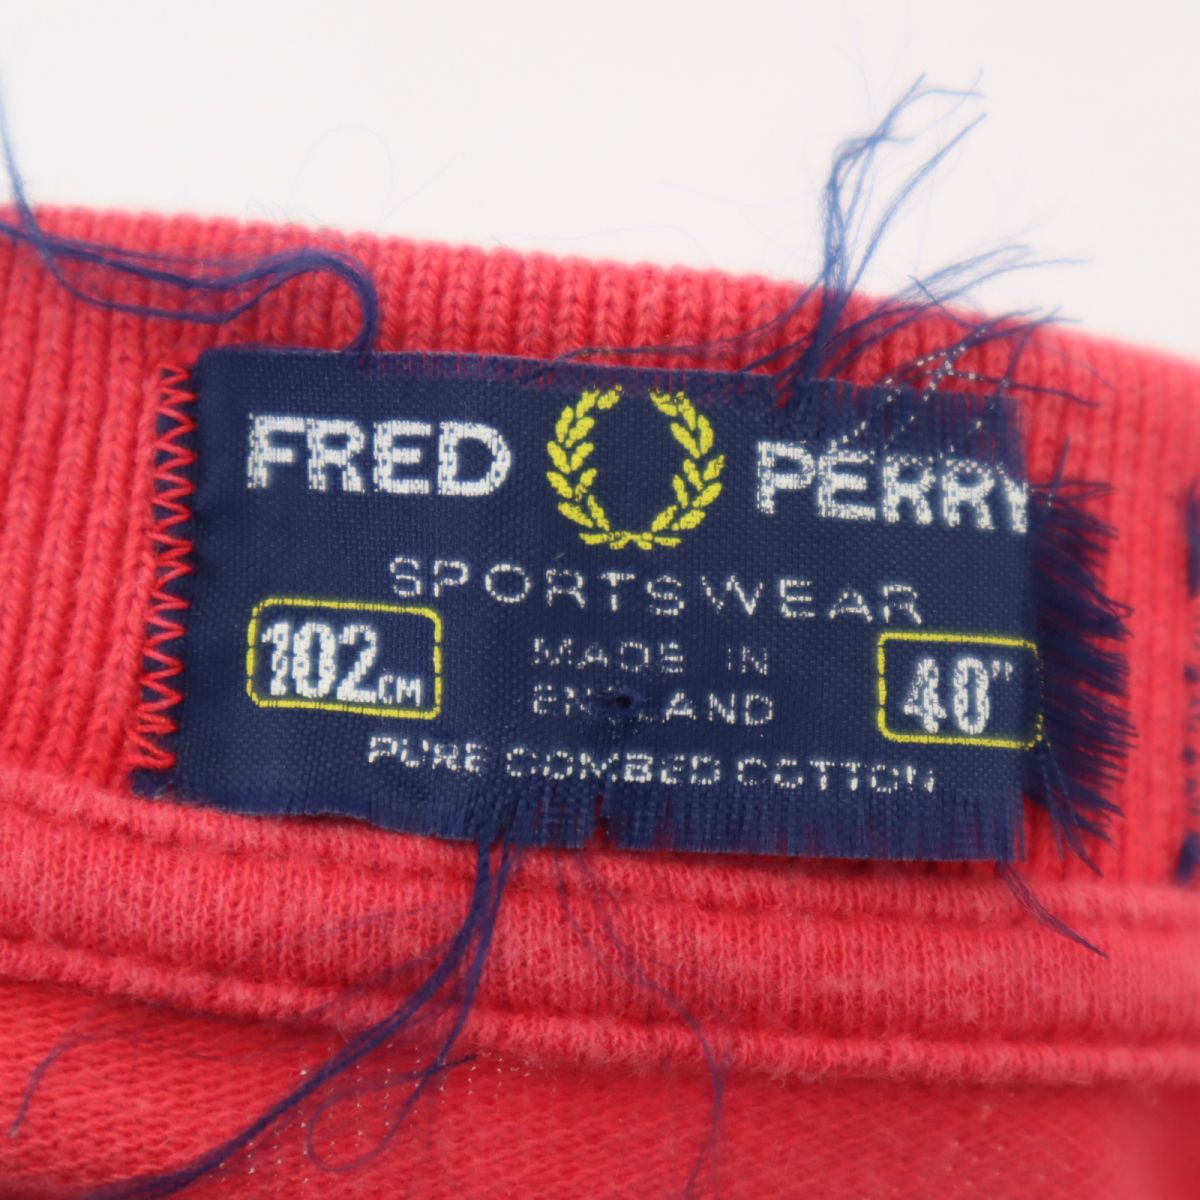 FRED PERRY
SPORTSWEAR
102CM
MADE IN
ENGLAND
40"
PURE COMBED COTTON